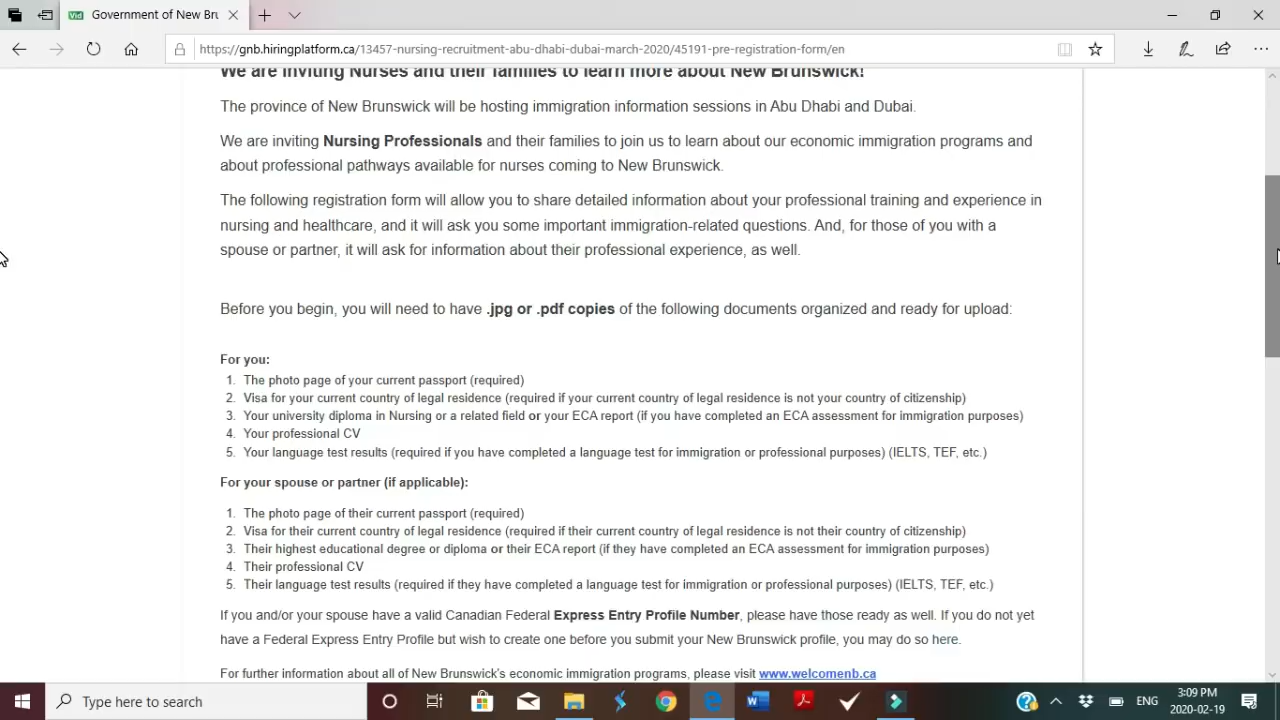 Government of New Bru
https://gnb.hiringplatform.ca/13457-nursing-recruitment-abu-dhabi-dubai-march-2020/45191-pre-registration-form/en
We are inviting Nurses and their families to learn more about New Brunswick!
The province of New Brunswick will be hosting immigration information sessions in Abu Dhabi and Dubai.
We are inviting Nursing Professionals and their families to join us to learn about our economic immigration programs and
about professional pathways available for nurses coming to New Brunswick.
The following registration form will allow you to share detailed information about your professional training and experience in
nursing and healthcare, and it will ask you some important immigration-related questions. And, for those of you with a
spouse or partner, it will ask for information about their professional experience, as well.
Before you begin, you will need to have .jpg or .pdf copies of the following documents organized and ready for upload:
For you:
1. The photo page of your current passport (required)
2. Visa for your current country of legal residence (required if your current country of legal residence is not your country of citizenship)
3. Your university diploma in Nursing or a related field or your ECA report (if you have completed an ECA assessment for immigration purposes)
4. Your professional CV
5. Your language test results (required if you have completed a language test for immigration or professional purposes) (IELTS, TEF, etc.)
For your spouse or partner (if applicable):
1. The photo page of their current passport (required)
2. Visa for their current country of legal residence (required if their current country of legal residence is not their country of citizenship)
3. Their highest educational degree or diploma or their ECA report (if they have completed an ECA assessment for immigration purposes)
4. Their professional CV
5. Their language test results (required if they have completed a language test for immigration or professional purposes) (IELTS, TEF, etc.)
If you and/or your spouse have a valid Canadian Federal Express Entry Profile Number, please have those ready as well. If you do not yet
have a Federal Express Entry Profile but wish to create one before you submit your New Brunswick profile, you may do so here.
For further information about all of New Brunswick's economic immigration programs, please visit www.welcomenb.ca
Type here to search
ENG
3:09 PM
2020-02-19